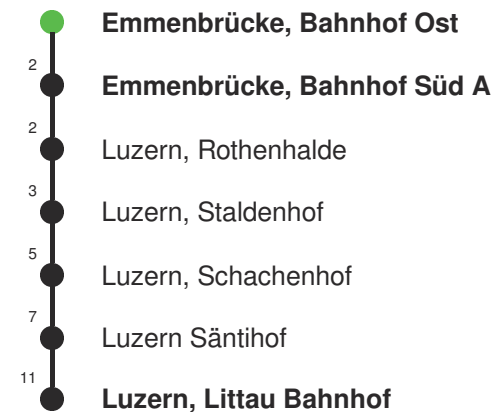 Emmenbrücke, Bahnhof Ost
2
Emmenbrücke, Bahnhof Süd A
2
Luzern, Rothenhalde
3
Luzern, Staldenhof
5
Luzern, Schachenhof
7
Luzern Säntihof
11
Luzern, Littau Bahnhof